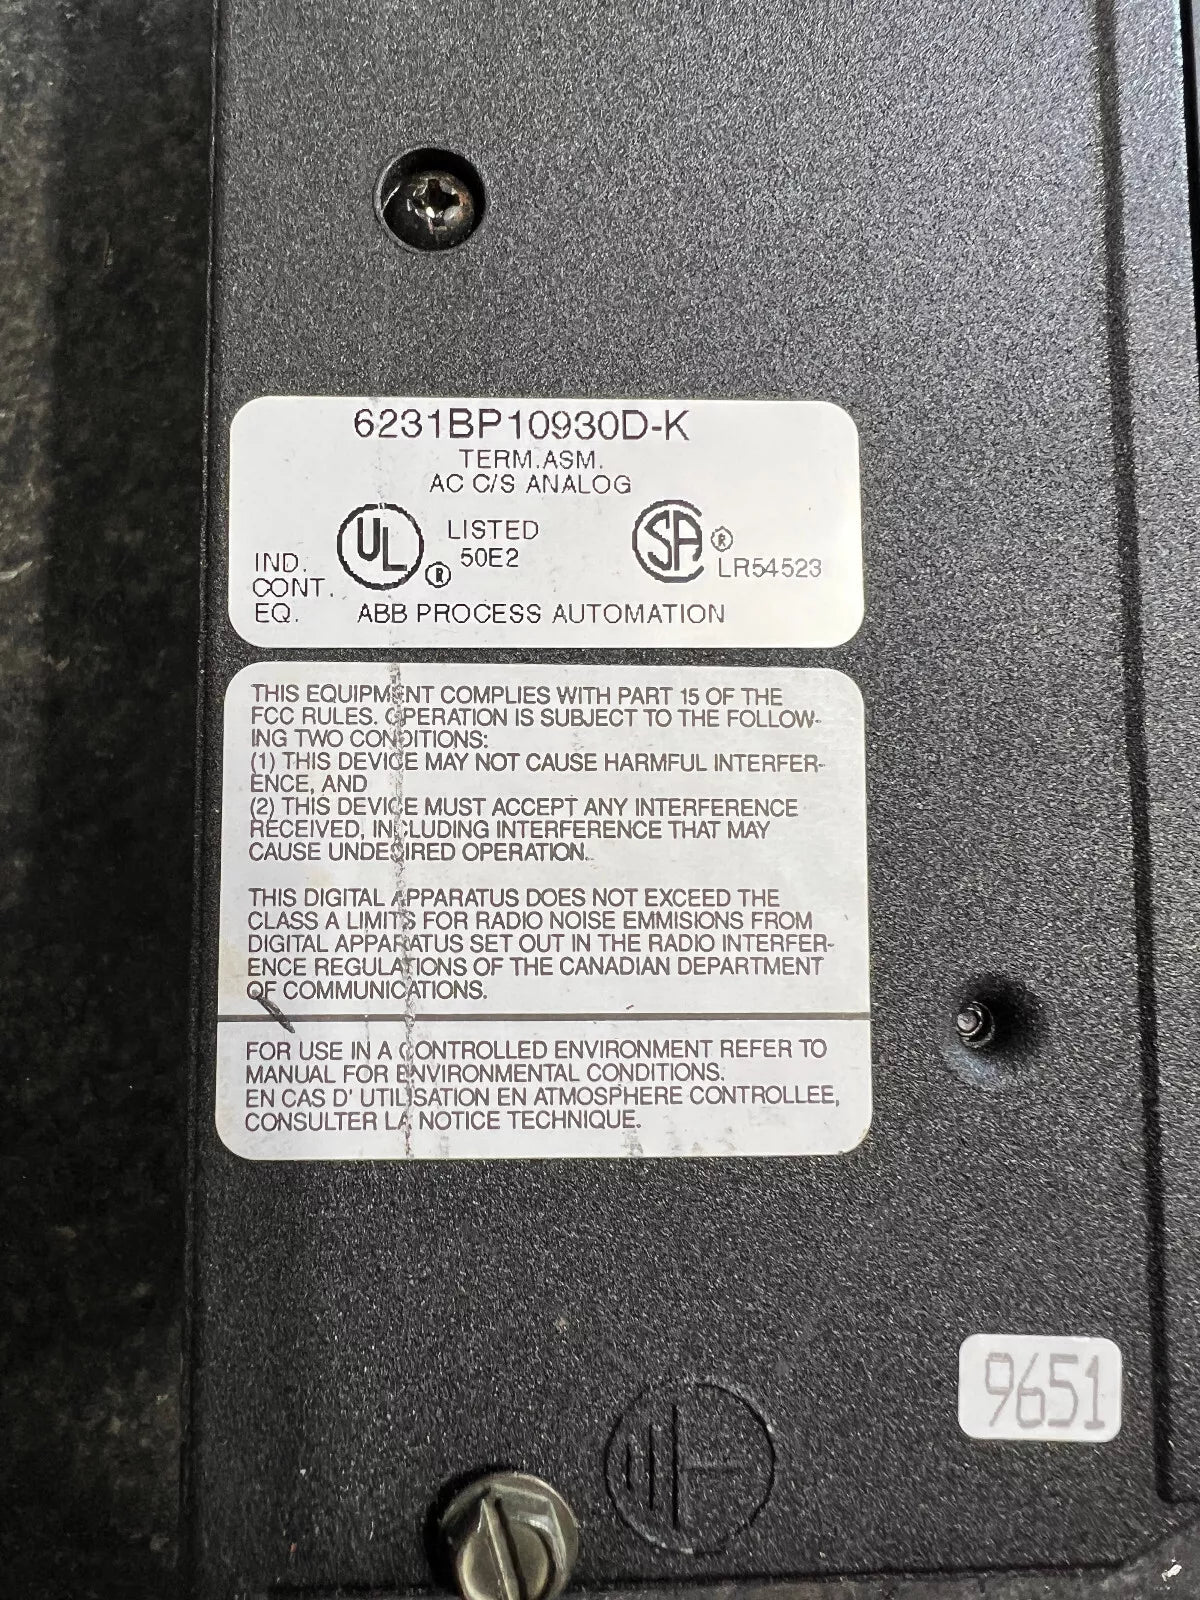 6231BP10930D-K
TERM.ASM.
AC C/S ANALOG
UL ® LISTED
50E2
SA ® LR54523
IND.
CONT.
EQ. ABB PROCESS AUTOMATION
THIS EQUIPMENT COMPLIES WITH PART 15 OF THE
FCC RULES. OPERATION IS SUBJECT TO THE FOLLOW-
ING TWO CONDITIONS:
(1) THIS DEVICE MAY NOT CAUSE HARMFUL INTERFER-
ENCE, AND
(2) THIS DEVICE MUST ACCEPT ANY INTERFERENCE
RECEIVED, INCLUDING INTERFERENCE THAT MAY
CAUSE UNDESIRED OPERATION.
THIS DIGITAL APPARATUS DOES NOT EXCEED THE
CLASS A LIMITS FOR RADIO NOISE EMMISIONS FROM
DIGITAL APPARATUS SET OUT IN THE RADIO INTERFER-
ENCE REGULATIONS OF THE CANADIAN DEPARTMENT
OF COMMUNICATIONS.
FOR USE IN A CONTROLLED ENVIRONMENT REFER TO
MANUAL FOR ENVIRONMENTAL CONDITIONS.
EN CAS D' UTILISATION EN ATMOSPHERE CONTROLLEE,
CONSULTER LA NOTICE TECHNIQUE.
9651